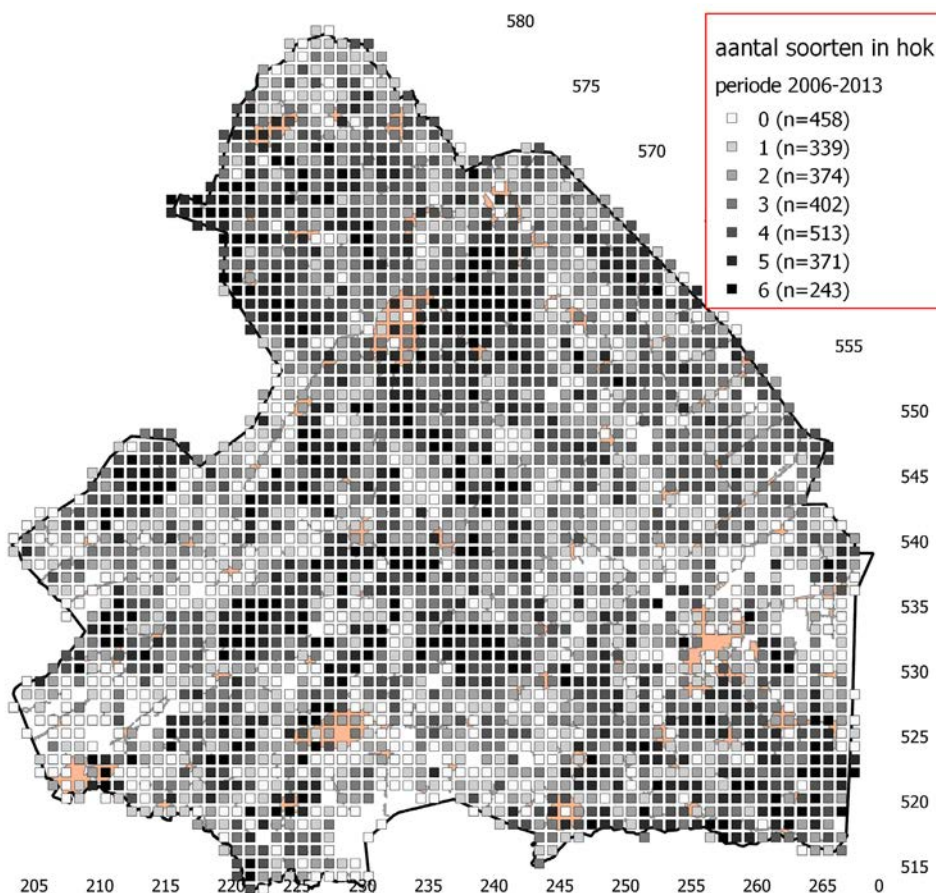 580
575
570
aantal soorten in hok
periode 2006-2013
0 (n=458)
1 (n=339)
2 (n=374)
3 (n=402)
4 (n=513)
5 (n=371)
6 (n=243)
555
550
545
540
535
530
525
520
515
205 210 215 220 225 230 235 240 245 250 255 260 265 0